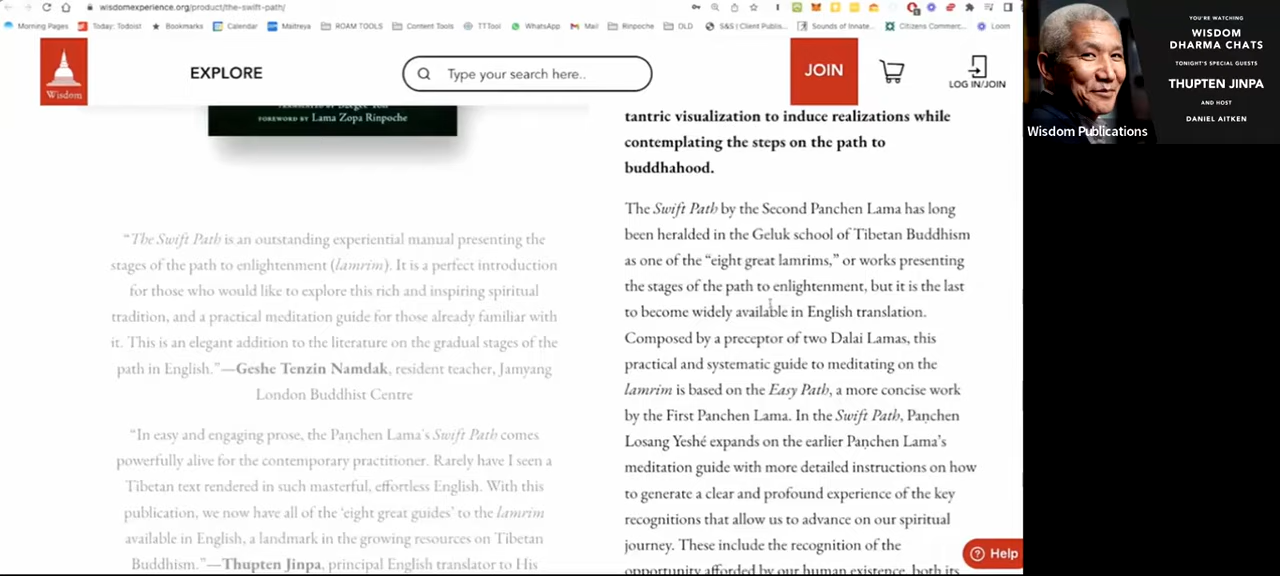 wisdomexperience.org/product/the-swift-path/
Morning Pages
Today: Todoist
Bookmarks
Calendar
Maitreya
ROAM TOOLS
Content Tools
TTTool
WhatsApp
Mail
Rinpoche
OLD
S&S | Client Public...
Sounds of Innate...
Citizens Commerc...
Loom
Wisdom
EXPLORE
Type your search here..
JOIN
LOG IN/JOIN
FOREWORD BY Lama Zopa Rinpoche
“The Swift Path is an outstanding experiential manual presenting the
stages of the path to enlightenment (lamrim). It is a perfect introduction
for those who would like to explore this rich and inspiring spiritual
tradition, and a practical meditation guide for those already familiar with
it. This is an elegant addition to the literature on the gradual stages of the
path in English.”—Geshe Tenzin Namdak, resident teacher, Jamyang
London Buddhist Centre
“In easy and engaging prose, the Paṇchen Lama's Swift Path comes
powerfully alive for the contemporary practitioner. Rarely have I seen a
Tibetan text rendered in such masterful, effortless English. With this
publication, we now have all of the ‘eight great guides’ to the lamrim
available in English, a landmark in the growing resources on Tibetan
Buddhism.”—Thupten Jinpa, principal English translator to His
tantric visualization to induce realizations while
contemplating the steps on the path to
buddhahood.
The Swift Path by the Second Panchen Lama has long
been heralded in the Geluk school of Tibetan Buddhism
as one of the “eight great lamrims,” or works presenting
the stages of the path to enlightenment, but it is the last
to become widely available in English translation.
Composed by a preceptor of two Dalai Lamas, this
practical and systematic guide to meditating on the
lamrim is based on the Easy Path, a more concise work
by the First Panchen Lama. In the Swift Path, Paṇchen
Losang Yeshé expands on the earlier Paṇchen Lama’s
meditation guide with more detailed instructions on how
to generate a clear and profound experience of the key
recognitions that allow us to advance on our spiritual
journey. These include the recognition of the
opportunity afforded by our human existence, both its
Help
YOU'RE WATCHING
WISDOM
DHARMA CHATS
TONIGHT'S SPECIAL GUESTS
THUPTEN JINPA
AND HOST
DANIEL AITKEN
Wisdom Publications